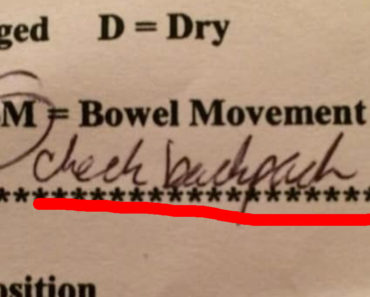 ged D = Dry
M = Bowel Movement
check backpack
*********************
osition